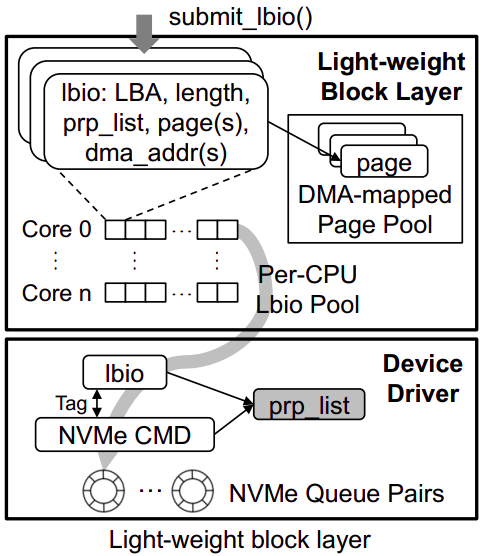 submit_lbio()
Light-weight
Block Layer
lbio: LBA, length,
prp_list, page(s),
dma_addr(s)
page
DMA-mapped
Page Pool
Core 0
...
Core n
...
Per-CPU
Lbio Pool
Device
Driver
lbio
Tag
prp_list
NVMe CMD
...
NVMe Queue Pairs
Light-weight block layer